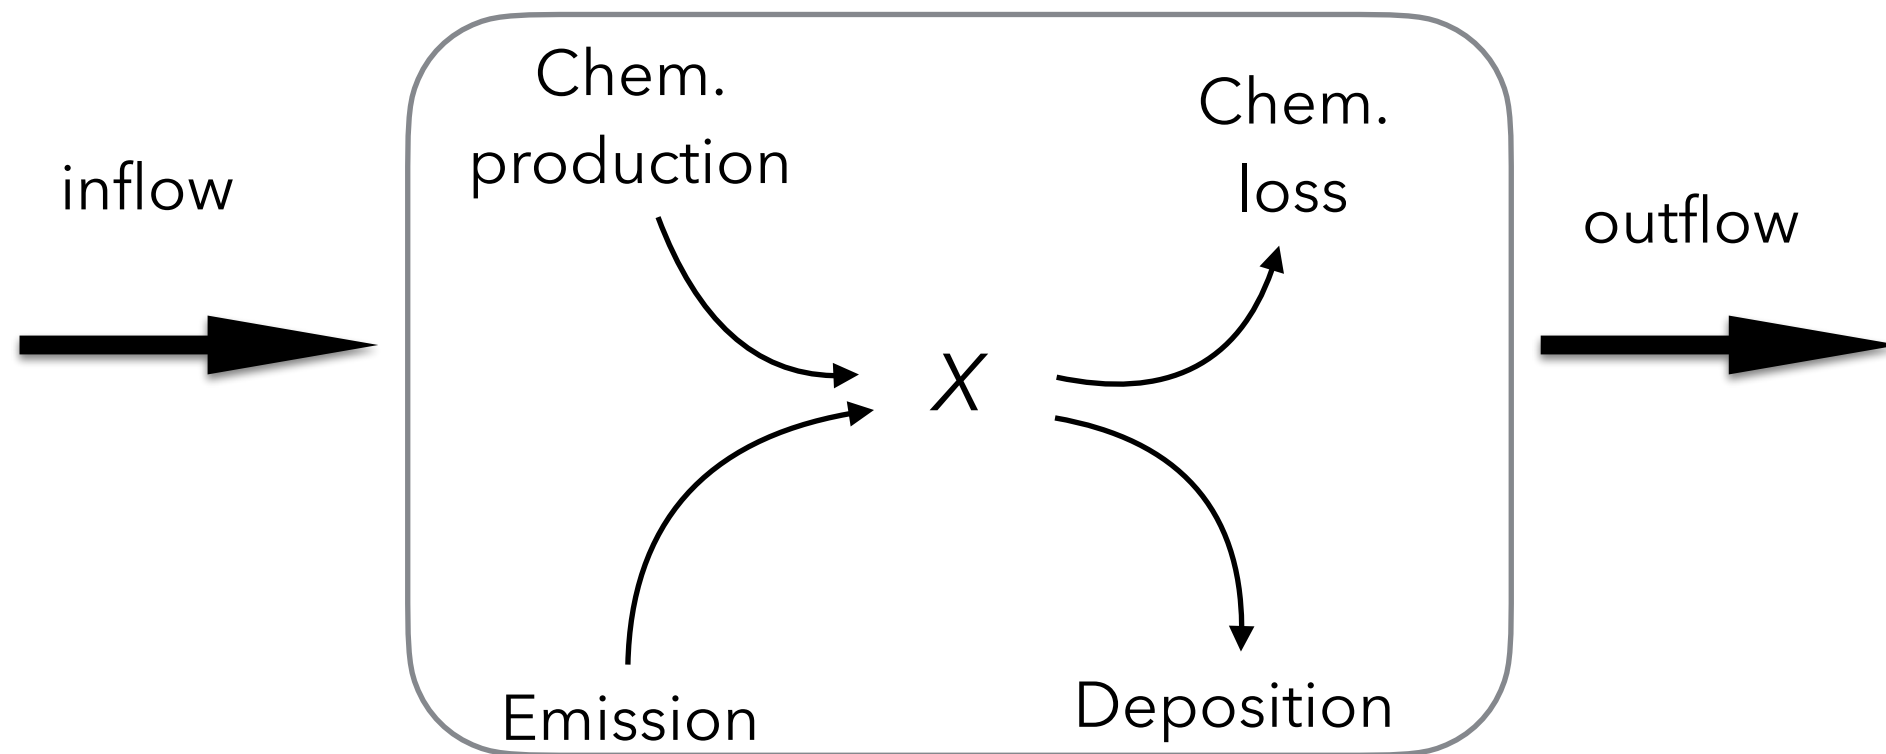 inflow
Chem.
production
Chem.
loss
outflow
X
Emission
Deposition